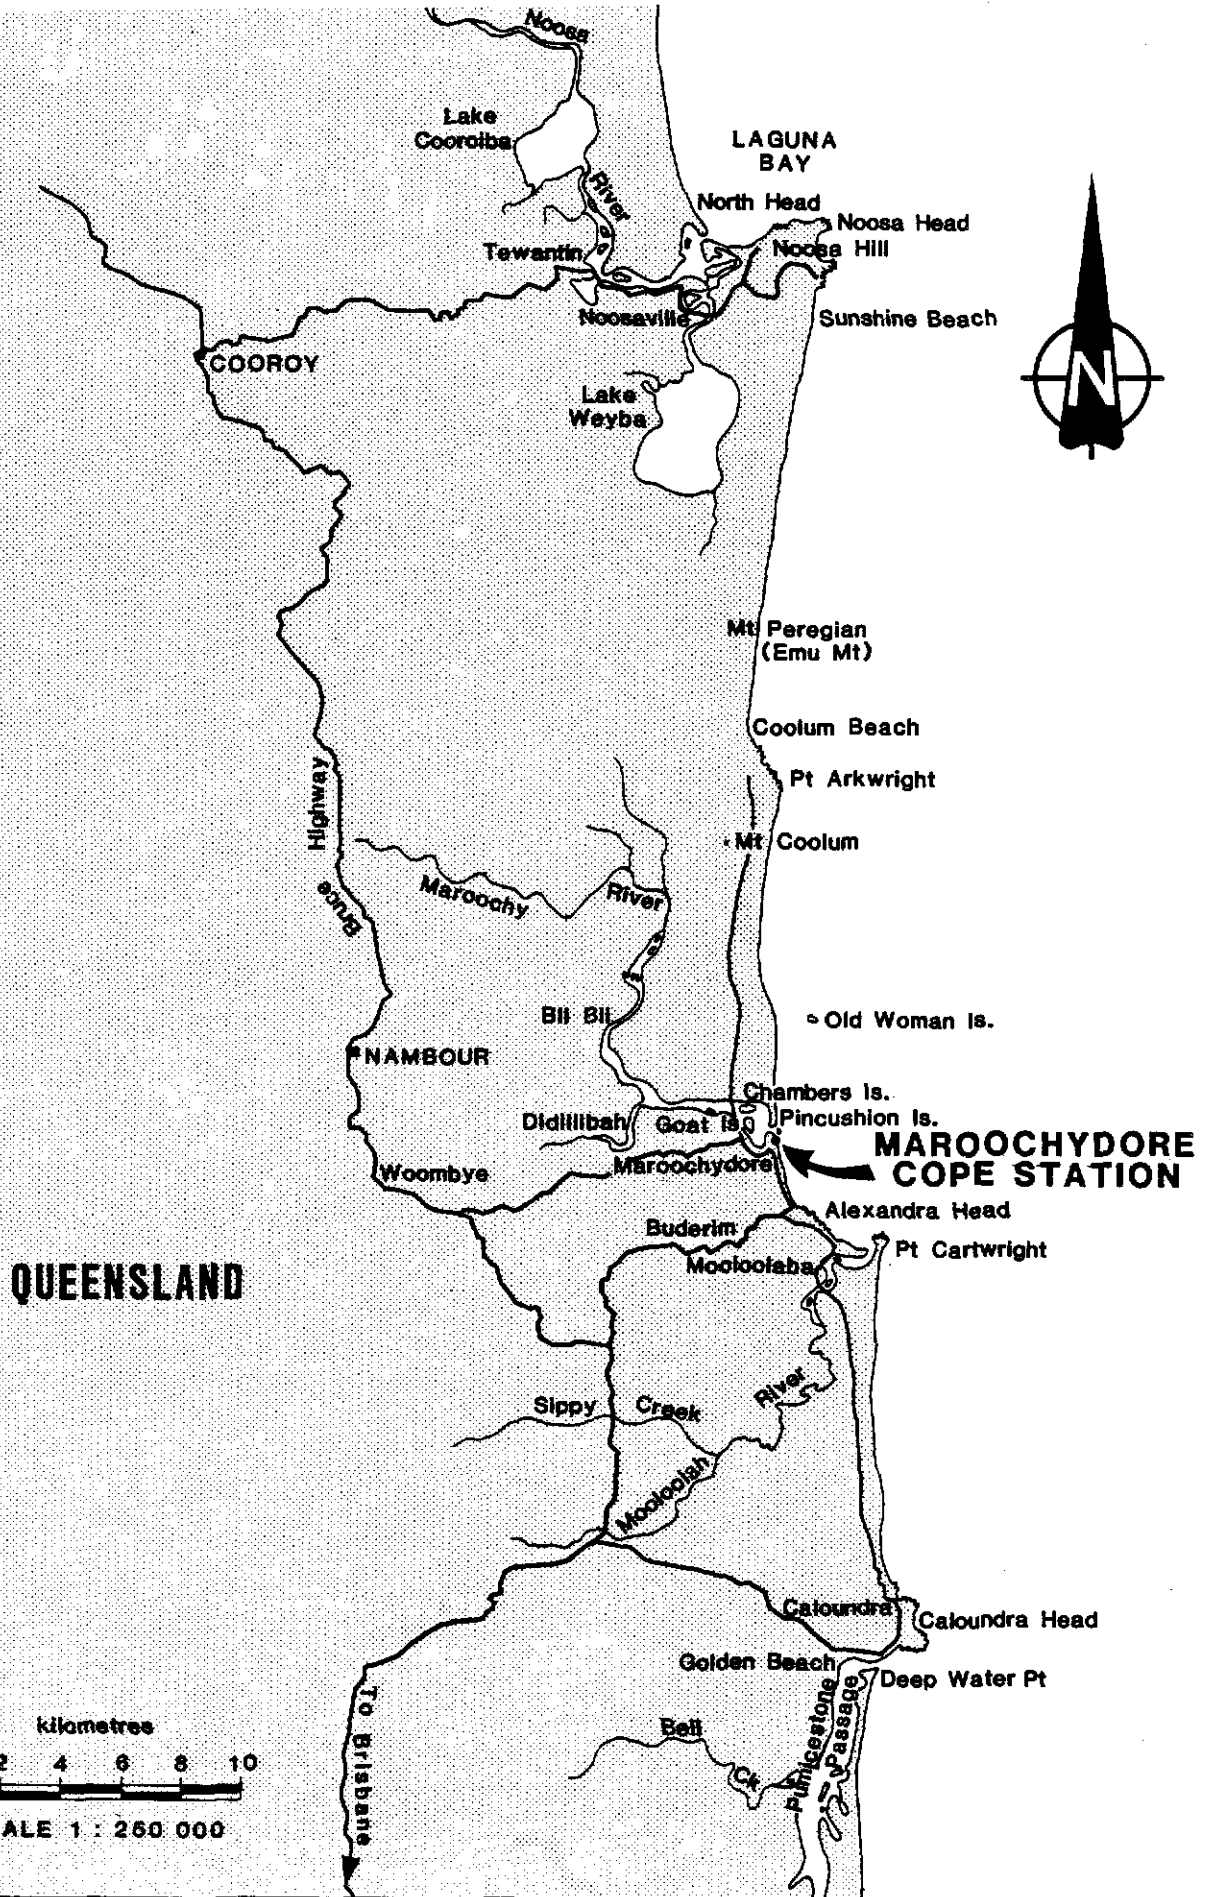 Noosa
Lake
Cooroiba
LAGUNA
BAY
River
North Head
Noosa Head
Tewantin
Noosa Hill
Noosaville
Sunshine Beach
COOROY
N
Lake
Weyba
Mt Peregian
(Emu Mt)
Coolum Beach
Highway
Pt Arkwright
Mt Coolum
Maroochy
River
Bruce
Bli Bli
Old Woman Is.
NAMBOUR
Chambers Is.
Didillibah
Goat Is.
Pincushion Is.
MAROOCHYDORE
COPE STATION
Maroochydore
Woombye
Alexandra Head
Buderim
Pt Cartwright
Mooloolaba
QUEENSLAND
River
Sippy
Creek
Mooloolah
Caloundra
Caloundra Head
Golden Beach
Deep Water Pt
To Brisbane
Pumicestone
Passage
kilometres
Bell
Ck
2 4 6 8 10
ALE 1 : 250 000